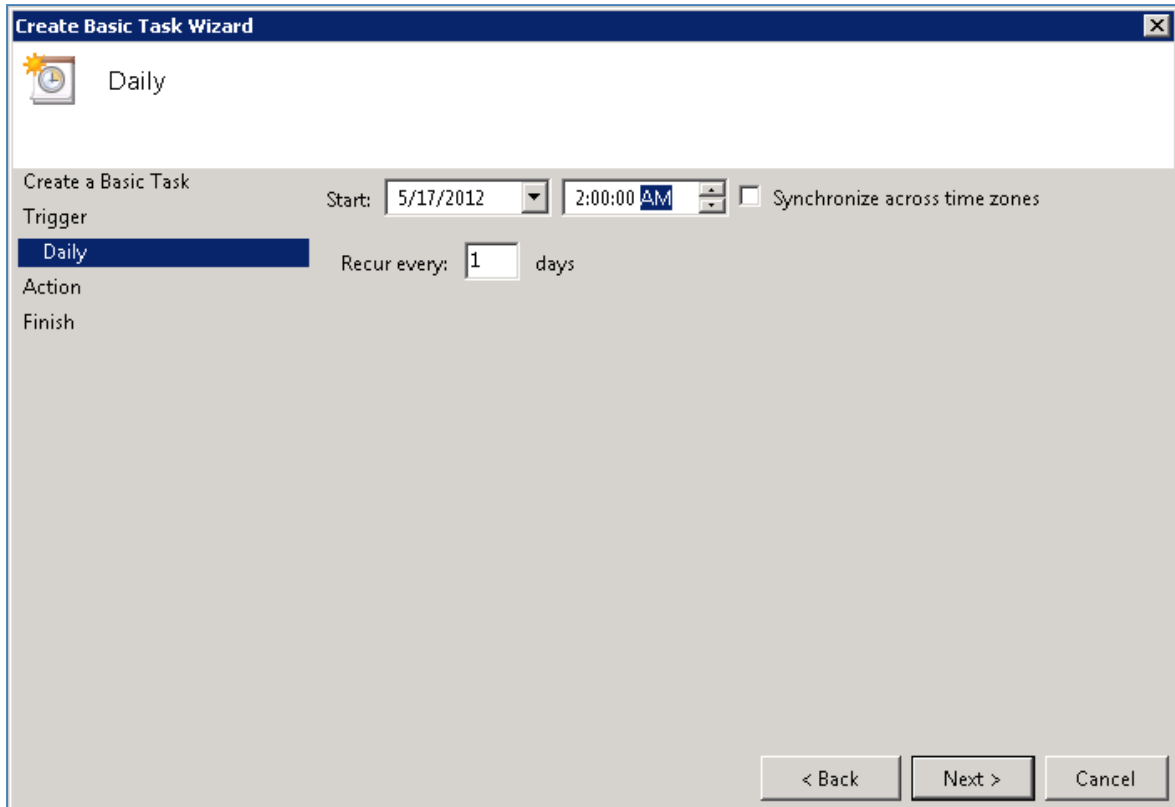 Create Basic Task Wizard
Daily
Create a Basic Task
Trigger
Daily
Action
Finish
Start: 5/17/2012 2:00:00 AM Synchronize across time zones
Recur every: 1 days
< Back Next > Cancel